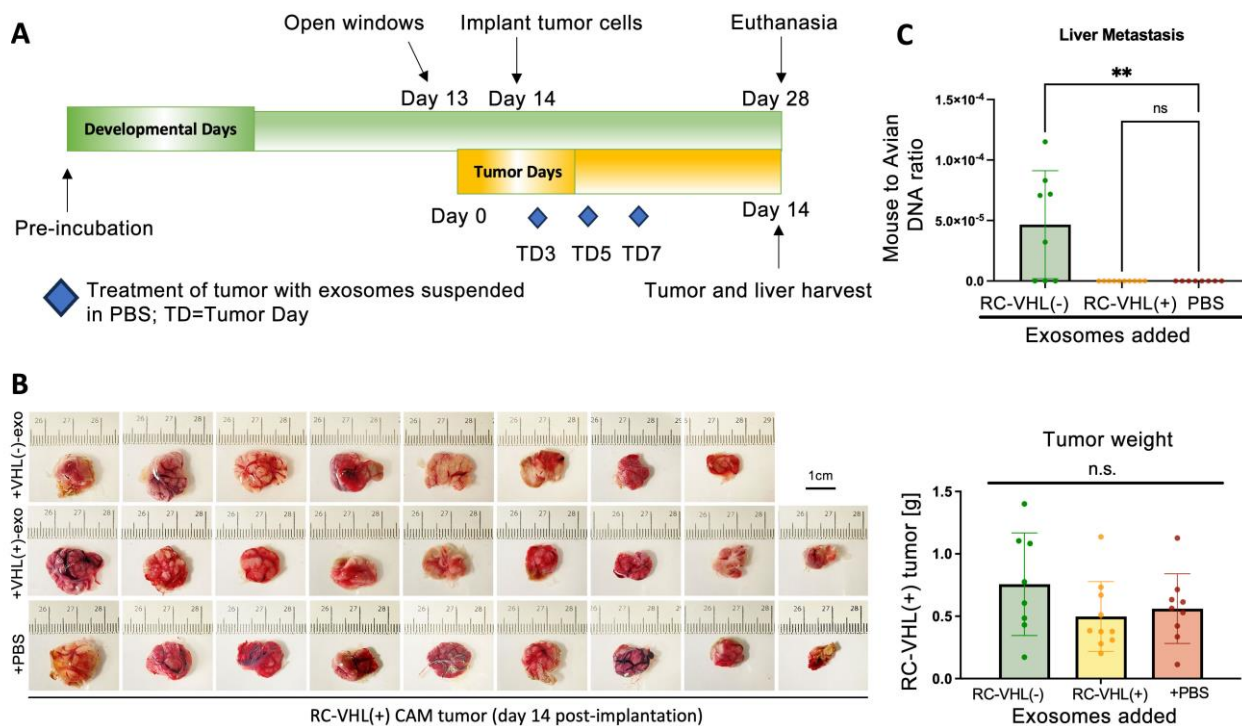 A
Open windows
Implant tumor cells
Euthanasia
Day 13
Day 14
Day 28
Developmental Days
Tumor Days
Pre-incubation
Day 0
TD3
TD5
TD7
Day 14
Treatment of tumor with exosomes suspended
in PBS; TD=Tumor Day
Tumor and liver harvest
C
Liver Metastasis
**
ns
Mouse to Avian
DNA ratio
1.5×10⁻⁴
1.0×10⁻⁴
5.0×10⁻⁵
0.0
RC-VHL(-)
RC-VHL(+)
PBS
Exosomes added
B
+VHL(-)-exo
+VHL(+)-exo
+PBS
1cm
RC-VHL(+) CAM tumor (day 14 post-implantation)
Tumor weight
n.s.
RC-VHL(+) tumor [g]
1.5
1.0
0.5
0.0
RC-VHL(-)
RC-VHL(+)
+PBS
Exosomes added